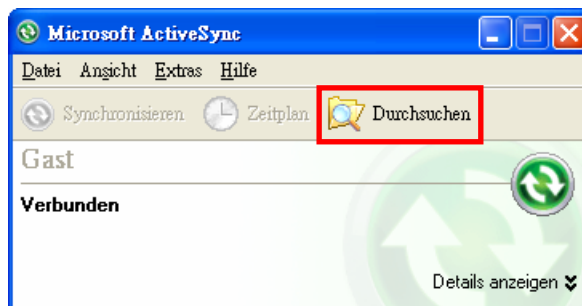 Microsoft ActiveSync
Datei Ansicht Extras Hilfe
Synchronisieren Zeitplan Durchsuchen
Gast
Verbunden
Details anzeigen